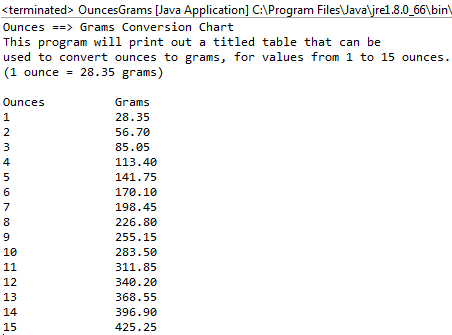 <terminated> OuncesGrams [Java Application] C:\Program Files\Java\jre1.8.0_66\bin\
Ounces ==> Grams Conversion Chart
This program will print out a titled table that can be
used to convert ounces to grams, for values from 1 to 15 ounces.
(1 ounce = 28.35 grams)
Ounces Grams
1 28.35
2 56.70
3 85.05
4 113.40
5 141.75
6 170.10
7 198.45
8 226.80
9 255.15
10 283.50
11 311.85
12 340.20
13 368.55
14 396.90
15 425.25